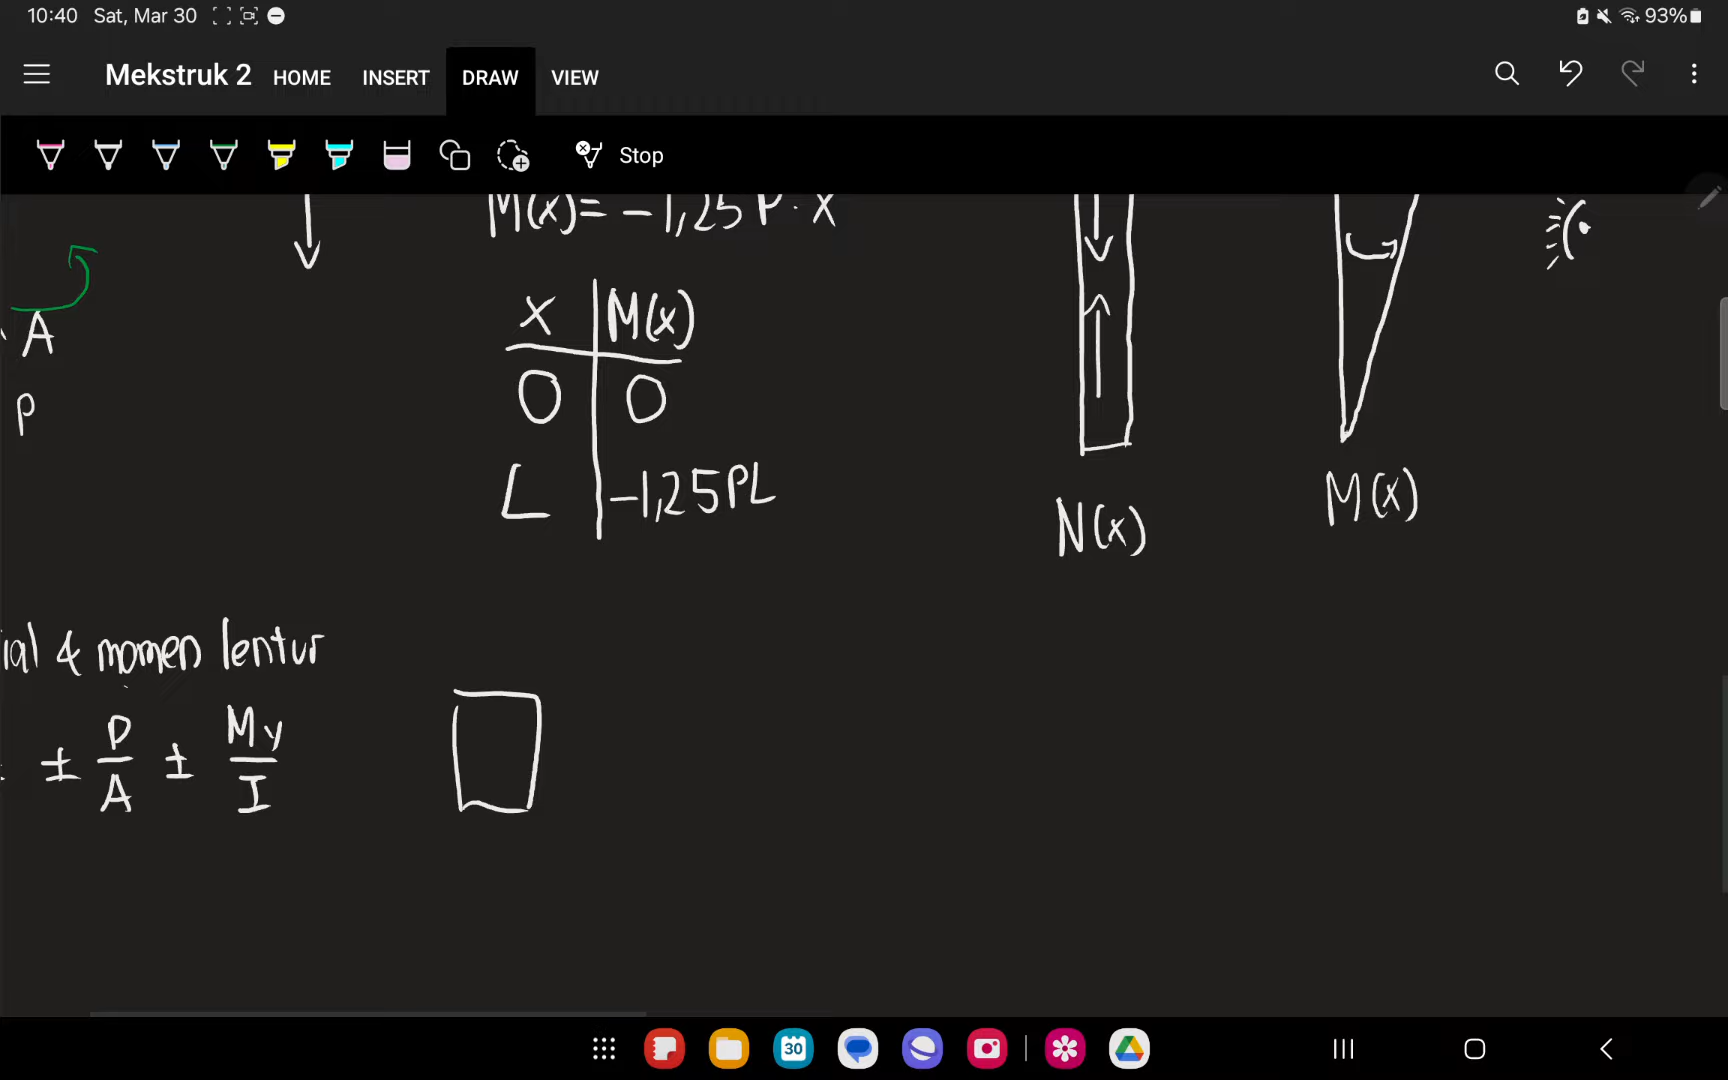 10:40 Sat, Mar 30 93%
Mekstruk 2 HOME INSERT DRAW VIEW
Stop
M(x)= -1,25 P · x
A
P
x M(x)
0 0
L -1,25PL
N(x)
M(x)
ial & momen lentur
± P/A ± My/I
30